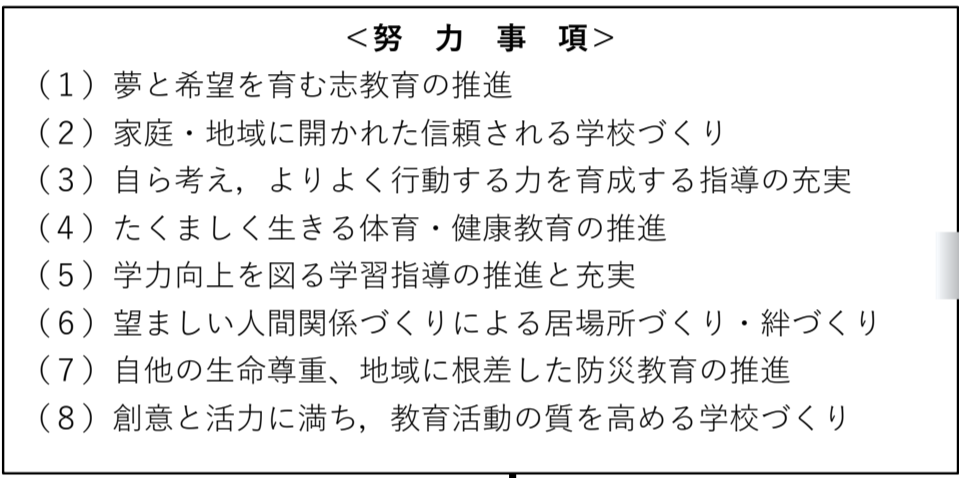 ＜努　力　事　項＞
（１）夢と希望を育む志教育の推進
（２）家庭・地域に開かれた信頼される学校づくり
（３）自ら考え，よりよく行動する力を育成する指導の充実
（４）たくましく生きる体育・健康教育の推進
（５）学力向上を図る学習指導の推進と充実
（６）望ましい人間関係づくりによる居場所づくり・絆づくり
（７）自他の生命尊重、地域に根差した防災教育の推進
（８）創意と活力に満ち，教育活動の質を高める学校づくり